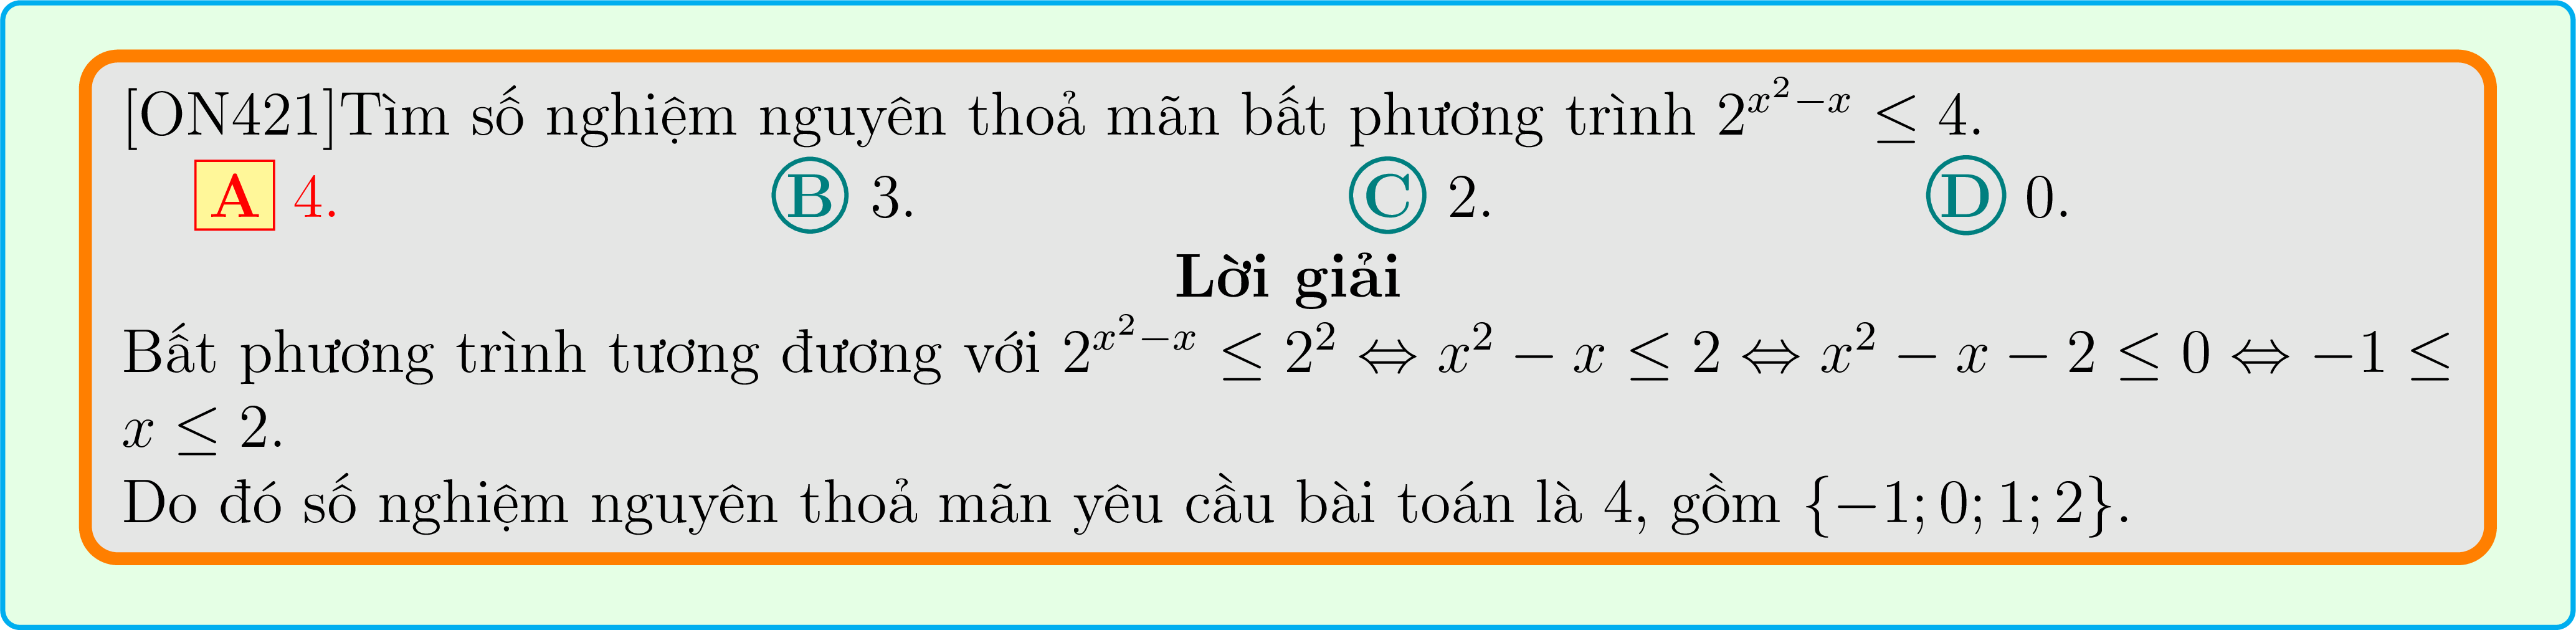 [ON421]Tìm số nghiệm nguyên thoả mãn bất phương trình $2^{x^2-x} \leq 4$.
A 4. B 3. C 2. D 0.
Lời giải
Bất phương trình tương đương với $2^{x^2-x} \leq 2^2 \Leftrightarrow x^2 - x \leq 2 \Leftrightarrow x^2 - x - 2 \leq 0 \Leftrightarrow -1 \leq$
$x \leq 2$.
Do đó số nghiệm nguyên thoả mãn yêu cầu bài toán là 4, gồm $\{-1; 0; 1; 2\}$.